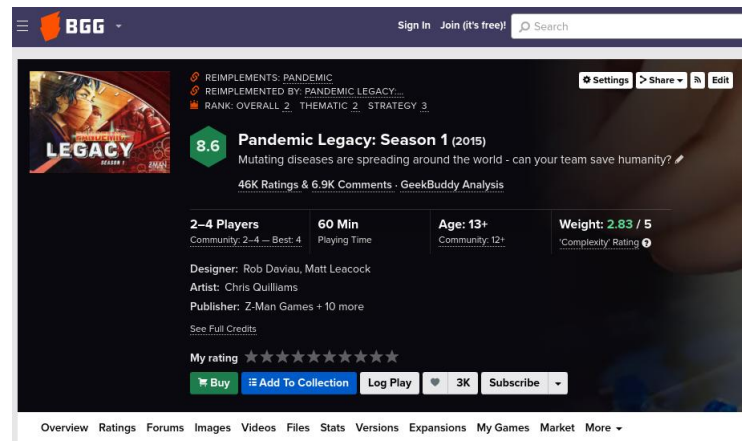 BGG
Sign In Join (it's free)! Search
REIMPLEMENTS: PANDEMIC
REIMPLEMENTED BY: PANDEMIC LEGACY:...
RANK: OVERALL 2 THEMATIC 2 STRATEGY 3
Settings Share Edit
PANDEMIC
LEGACY
SEASON 1
8.6
Pandemic Legacy: Season 1 (2015)
Mutating diseases are spreading around the world - can your team save humanity?
46K Ratings & 6.9K Comments · GeekBuddy Analysis
2–4 Players 60 Min Age: 13+ Weight: 2.83 / 5
Community: 2–4 — Best: 4 Playing Time Community: 12+ 'Complexity' Rating ?
Designer: Rob Daviau, Matt Leacock
Artist: Chris Quilliams
Publisher: Z-Man Games + 10 more
See Full Credits
My rating
Buy Add To Collection Log Play 3K Subscribe
Overview Ratings Forums Images Videos Files Stats Versions Expansions My Games Market More